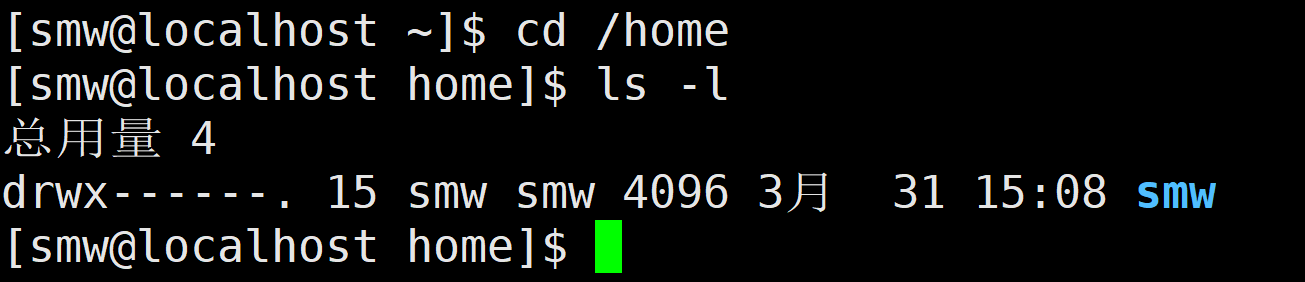 [smw@localhost ~]$ cd /home
[smw@localhost home]$ ls -l
总用量 4
drwx------. 15 smw smw 4096 3月  31 15:08 smw
[smw@localhost home]$